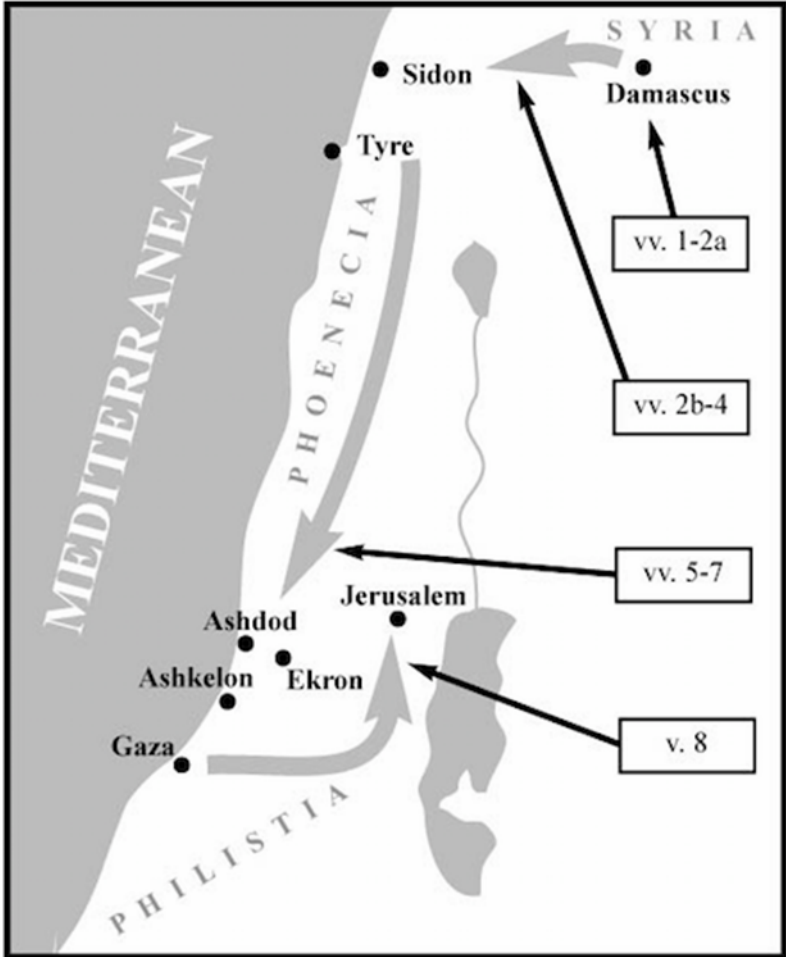 SYRIA
Sidon
Damascus
Tyre
MEDITERRANEAN
PHOENECIA
vv. 1-2a
vv. 2b-4
vv. 5-7
Jerusalem
Ashdod
Ekron
Ashkelon
Gaza
v. 8
PHILISTIA